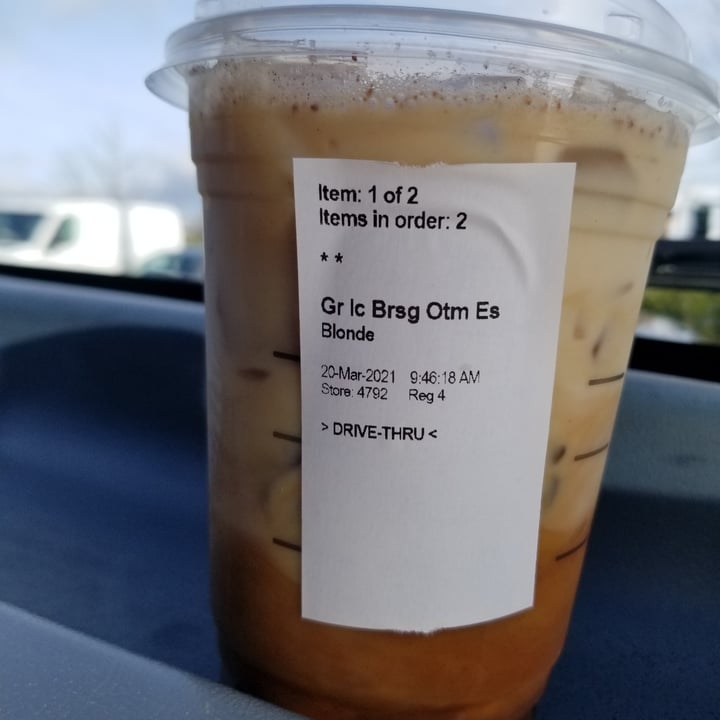 Item: 1 of 2
Items in order: 2
* *
Gr Ic Brsg Otm Es
Blonde
20-Mar-2021 9:46:18 AM
Store: 4792 Reg 4
> DRIVE-THRU <